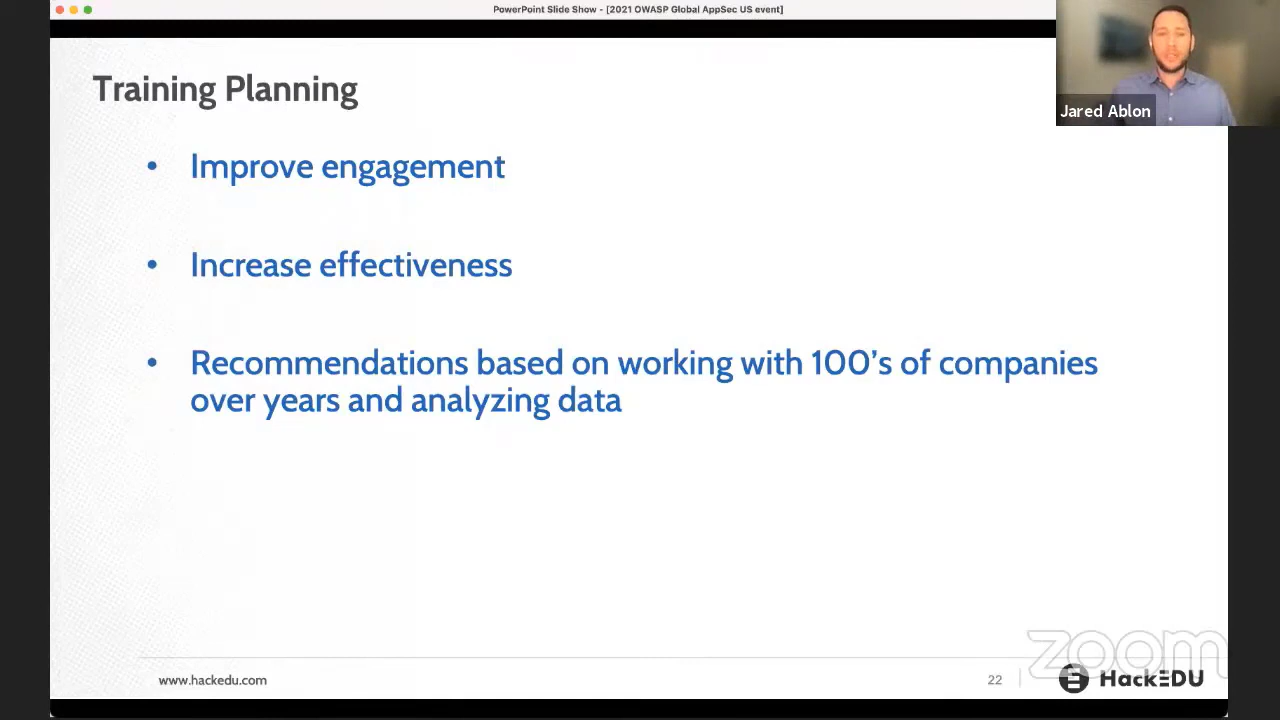 PowerPoint Slide Show - [2021 OWASP Global AppSec US event]
Jared Ablon
Training Planning
• Improve engagement
• Increase effectiveness
• Recommendations based on working with 100’s of companies
over years and analyzing data
zoom
www.hackedu.com
22
HackEDU